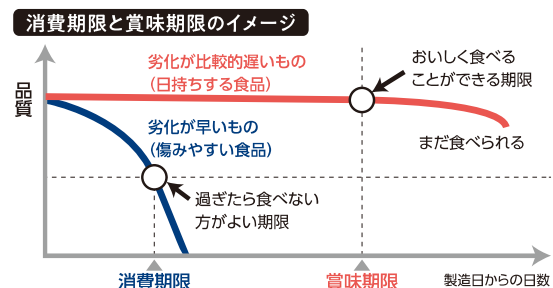 消費期限と賞味期限のイメージ
品質
劣化が比較的遅いもの
（日持ちする食品）
おいしく食べる
ことができる期限
劣化が早いもの
（傷みやすい食品）
まだ食べられる
過ぎたら食べない
方がよい期限
消費期限
賞味期限
製造日からの日数